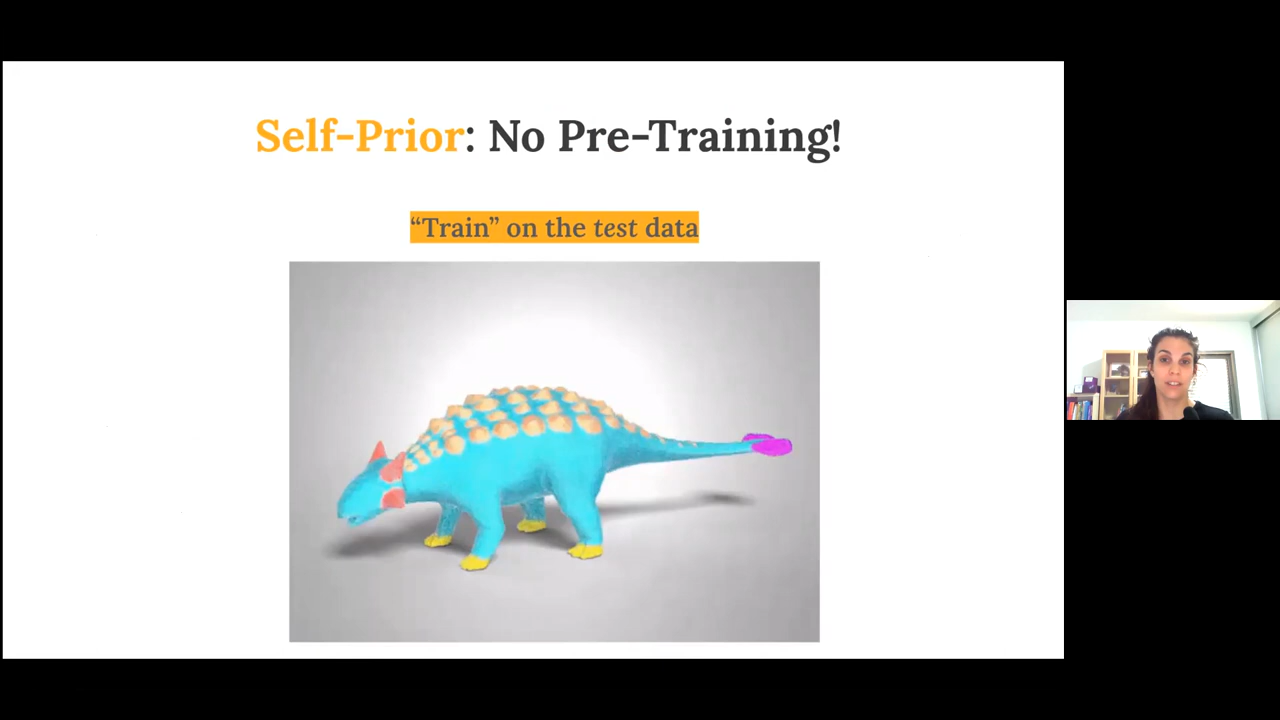 Self-Prior: No Pre-Training!
“Train” on the test data